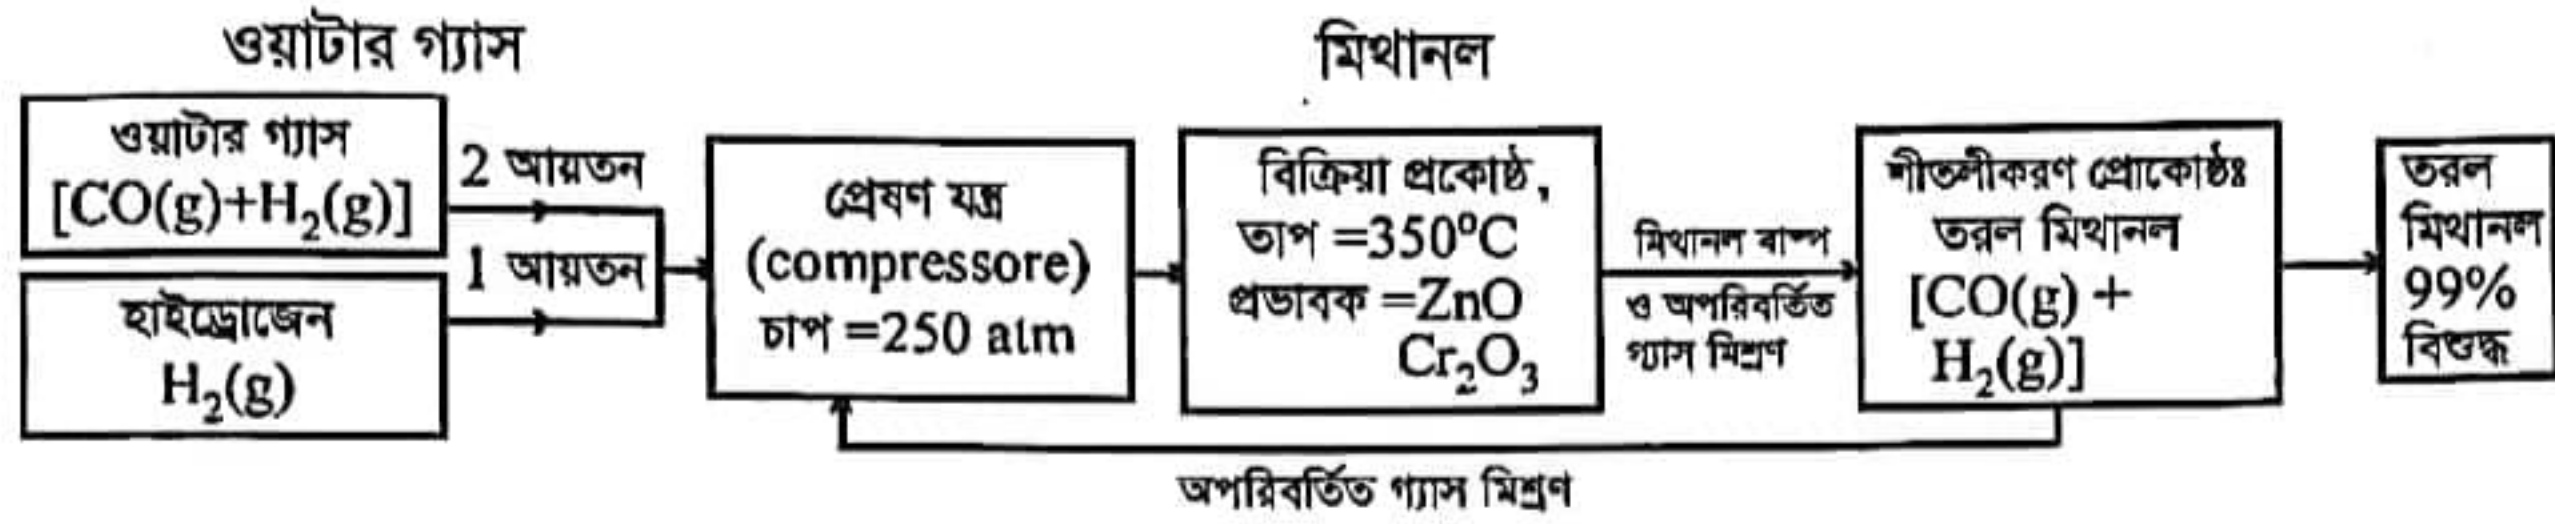 ওয়াটার গ্যাস
মিথানল
ওয়াটার গ্যাস
[CO(g)+H₂(g)]
2 আয়তন
1 আয়তন
হাইড্রোজেন
H₂(g)
প্রেষণ যন্ত্র
(compressore)
চাপ =250 atm
বিক্রিয়া প্রকোষ্ঠ,
তাপ =350°C
প্রভাবক =ZnO
Cr₂O₃
মিথানল বাষ্প
ও অপরিবর্তিত
গ্যাস মিশ্রণ
শীতলীকরণ প্রোকোষ্ঠঃ
তরল মিথানল
[CO(g) +
H₂(g)]
তরল
মিথানল
99%
বিশুদ্ধ
অপরিবর্তিত গ্যাস মিশ্রণ